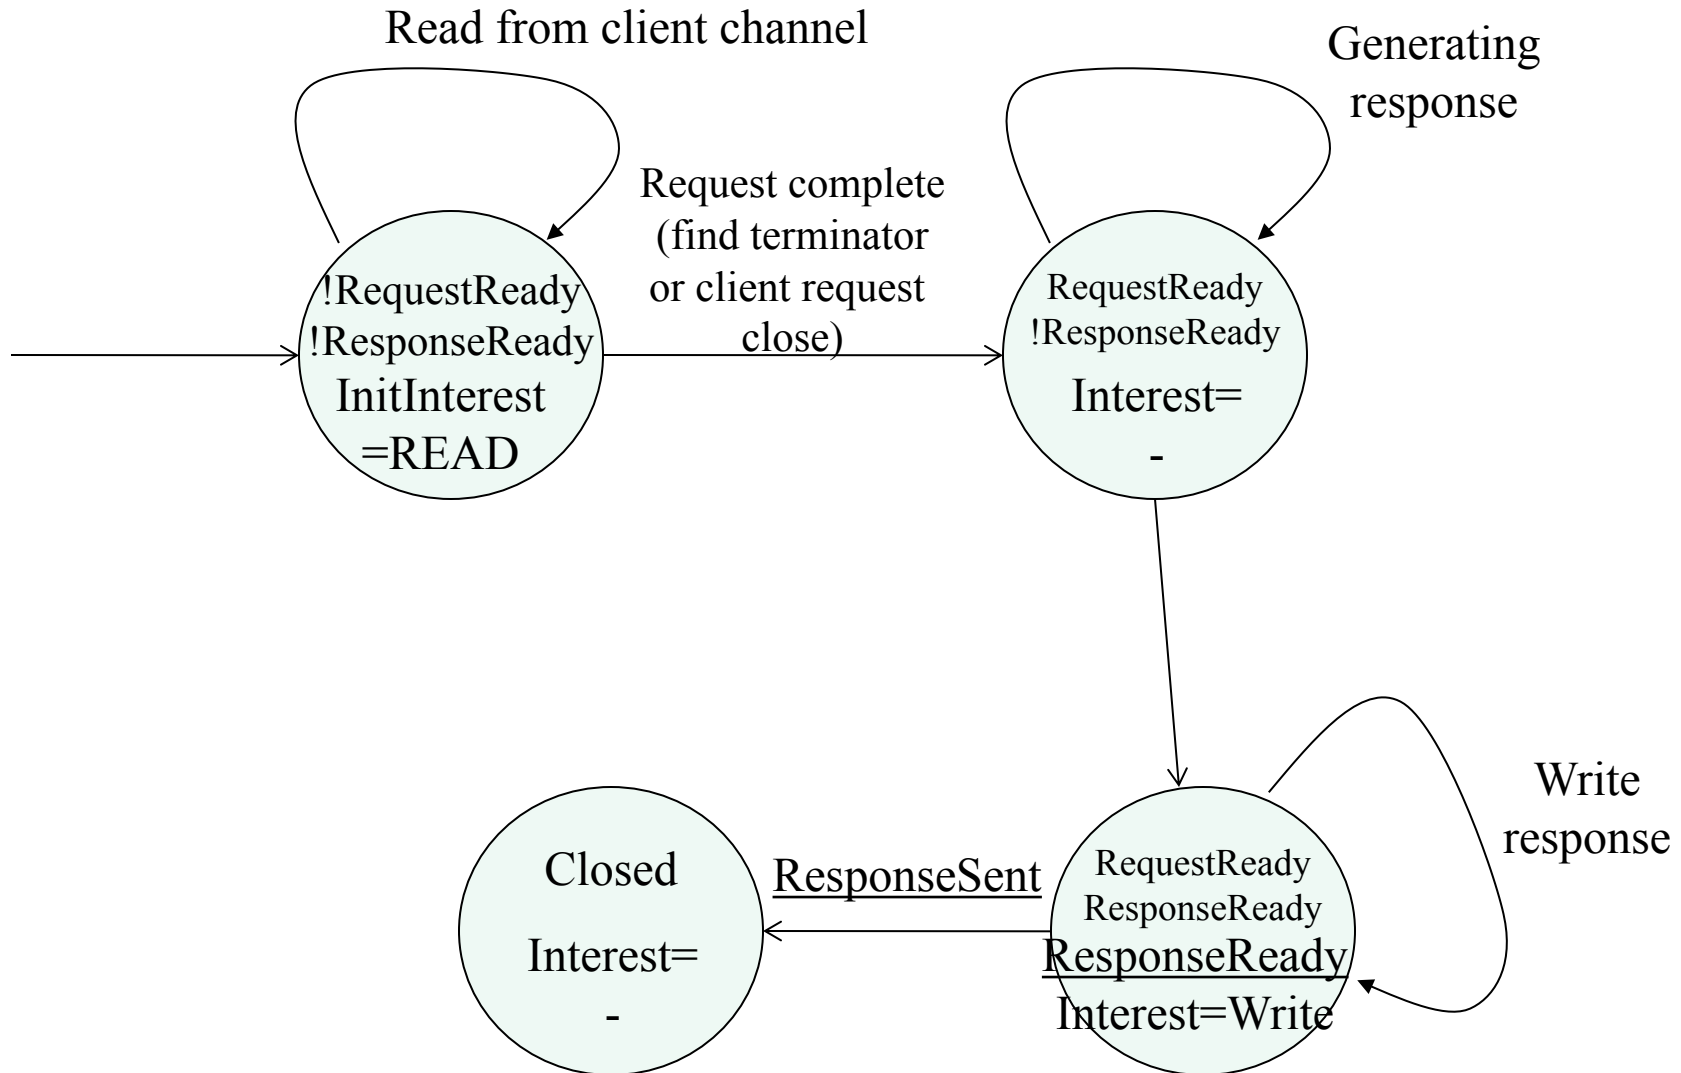 Read from client channel
Generating
response
Request complete
(find terminator
or client request
close)
!RequestReady
!ResponseReady
InitInterest
=READ
RequestReady
!ResponseReady
Interest=
-
Write
response
Closed
Interest=
-
ResponseSent
RequestReady
ResponseReady
ResponseReady
Interest=Write